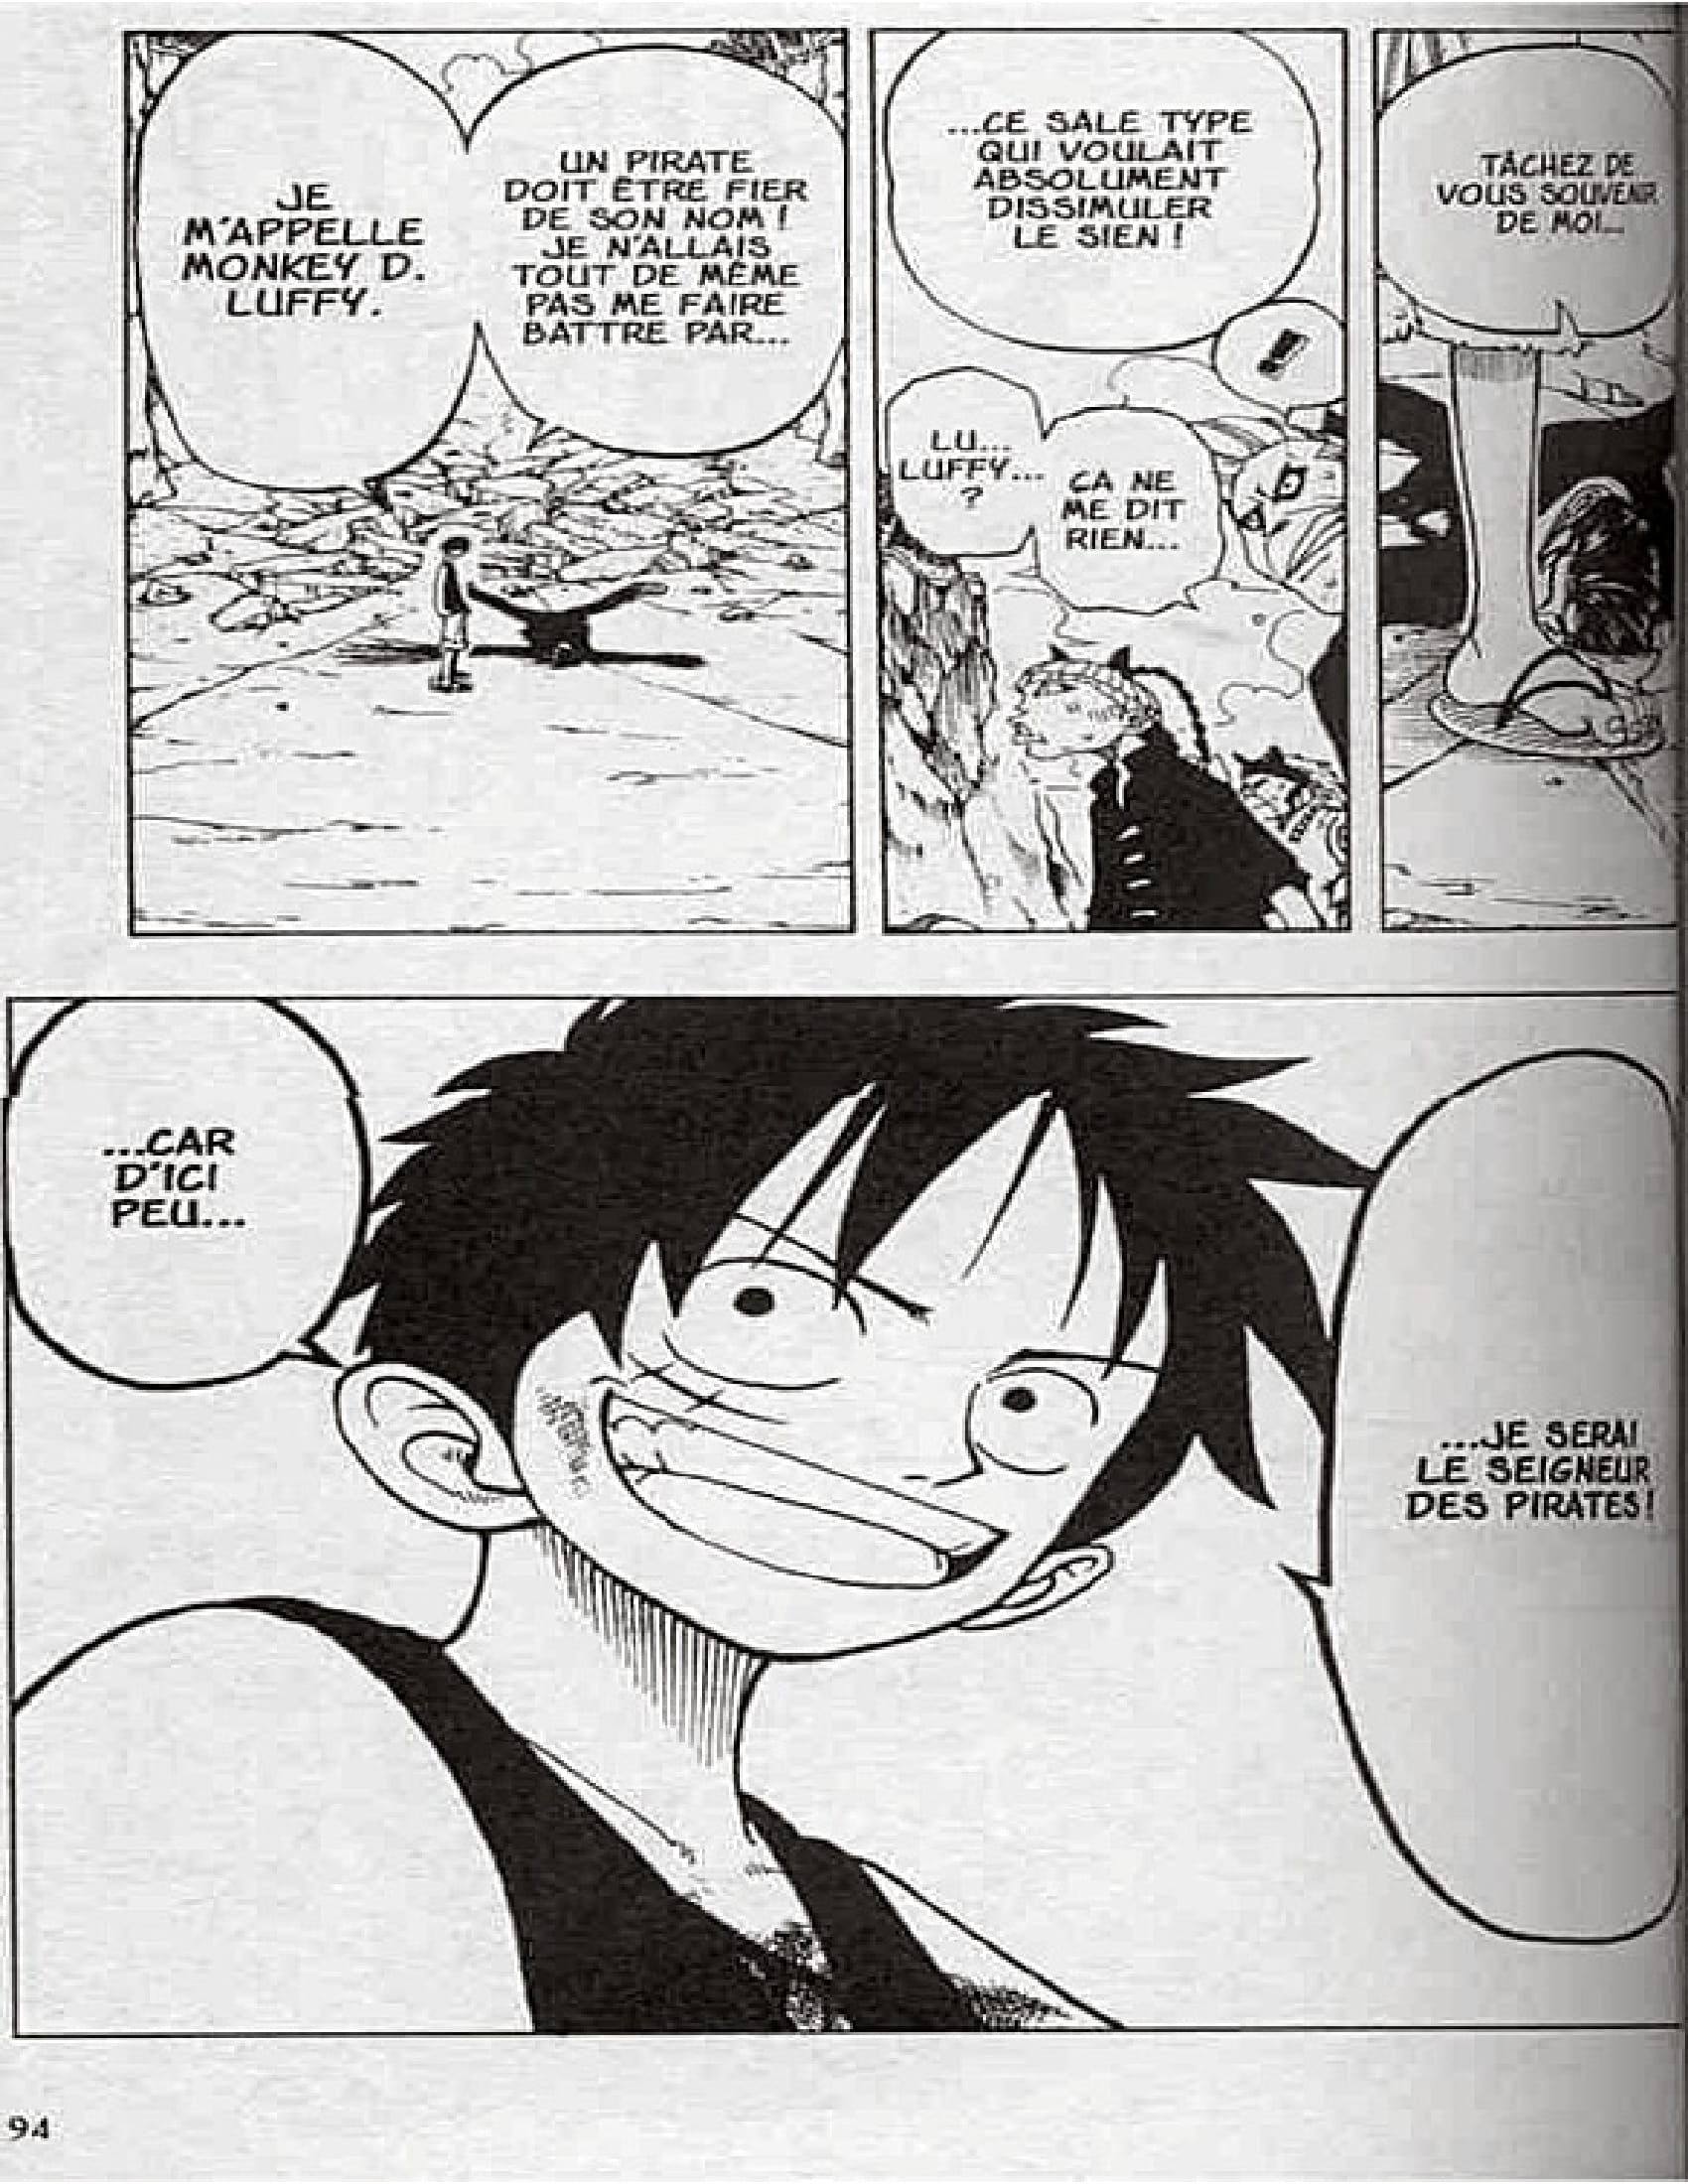 JE
M'APPELLE
MONKEY D.
LUFFY.
UN PIRATE
DOIT ÊTRE FIER
DE SON NOM !
JE N'ALLAIS
TOUT DE MÊME
PAS ME FAIRE
BATTRE PAR...
...CE SALE TYPE
QUI VOULAIT
ABSOLUMENT
DISSIMULER
LE SIEN !
LU...
LUFFY...
?
CA NE
ME DIT
RIEN...
TÂCHEZ DE
VOUS SOUVENIR
DE MOI...
...CAR
D'ICI
PEU...
...JE SERAI
LE SEIGNEUR
DES PIRATES!
94